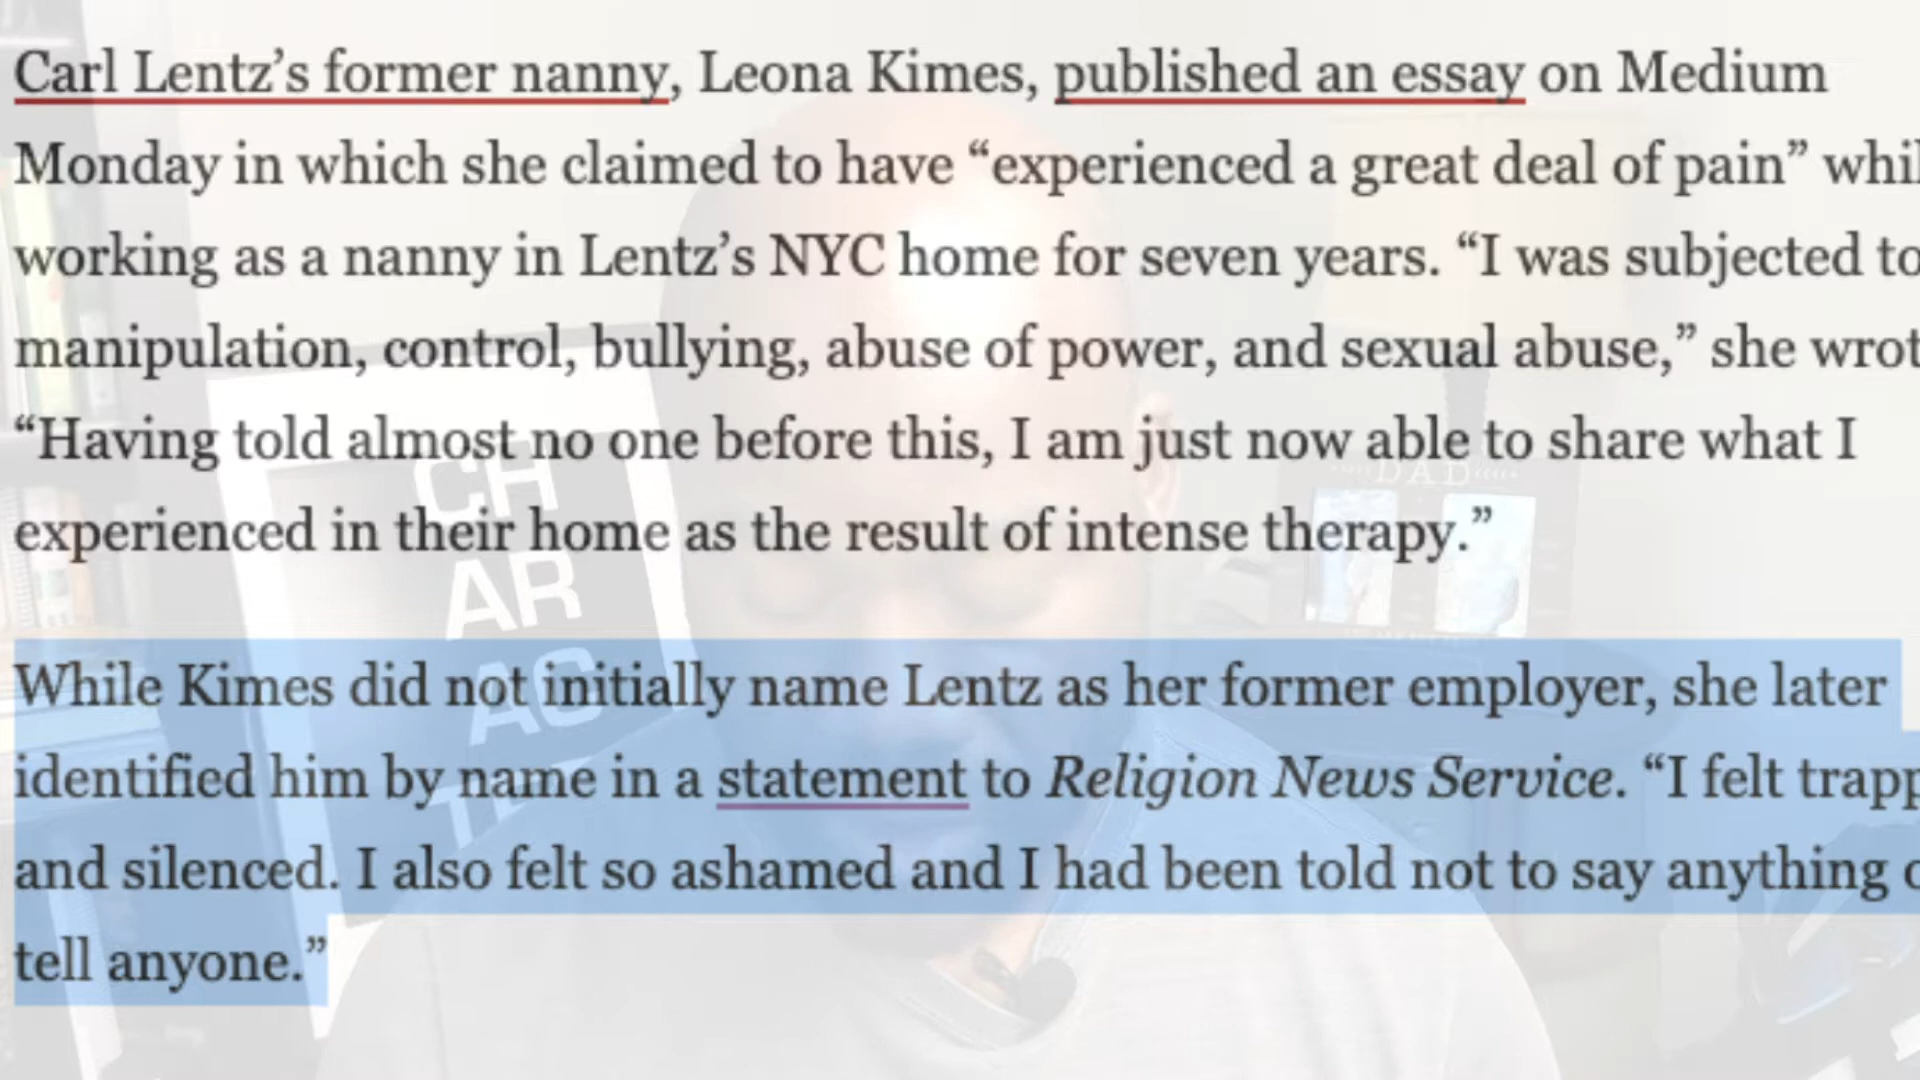 Carl Lentz’s former nanny, Leona Kimes, published an essay on Medium
Monday in which she claimed to have “experienced a great deal of pain”
working as a nanny in Lentz’s NYC home for seven years. “I was subjected to
manipulation, control, bullying, abuse of power, and sexual abuse,” she
“Having told almost no one before this, I am just now able to share what I
experienced in their home as the result of intense therapy.”
While Kimes did not initially name Lentz as her former employer, she later
identified him by name in a statement to Religion News Service. “I felt
and silenced. I also felt so ashamed and I had been told not to say anything
tell anyone.”
CH
AR
AC
DAD